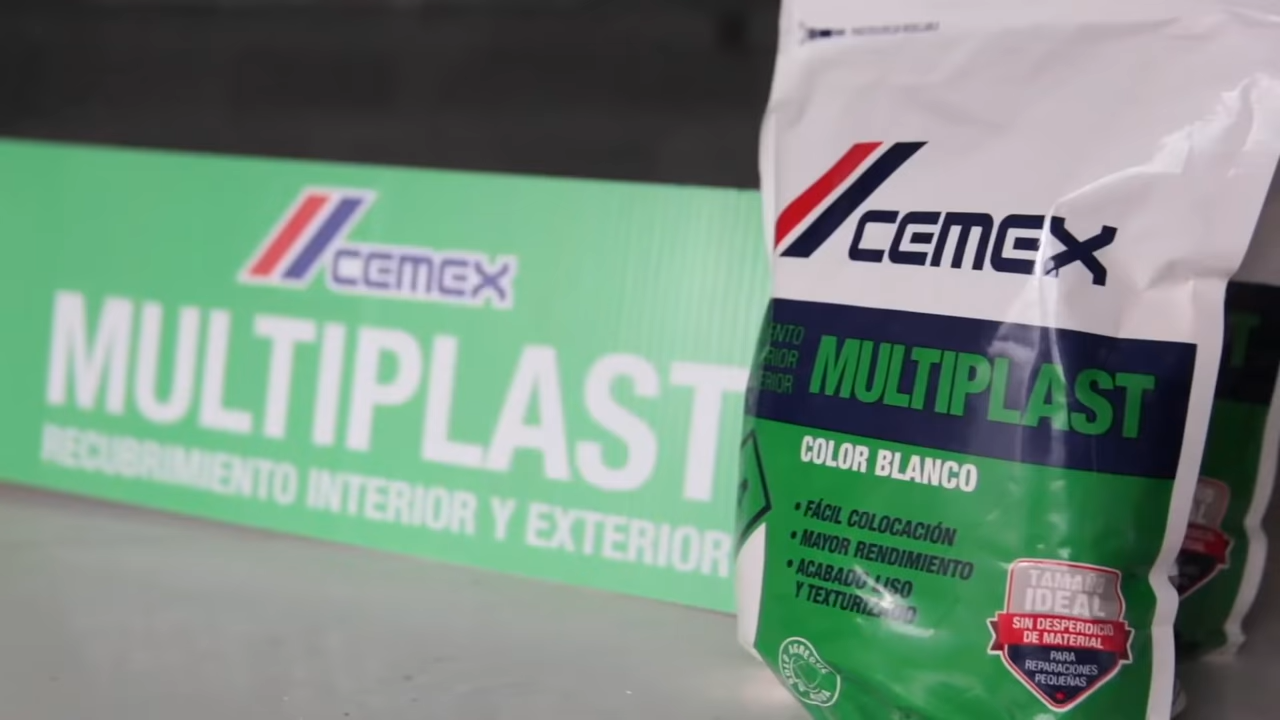 CEMEX
MULTIPLAST
RECUBRIMIENTO INTERIOR Y EXTERIOR
CEMEX
MULTIPLAST
COLOR BLANCO
• FÁCIL COLOCACIÓN
• MAYOR RENDIMIENTO
• ACABADO LISO
Y TEXTURIZADO
TAMAÑO
IDEAL
SIN DESPERDICIO
DE MATERIAL
PARA
REPARACIONES
PEQUEÑAS